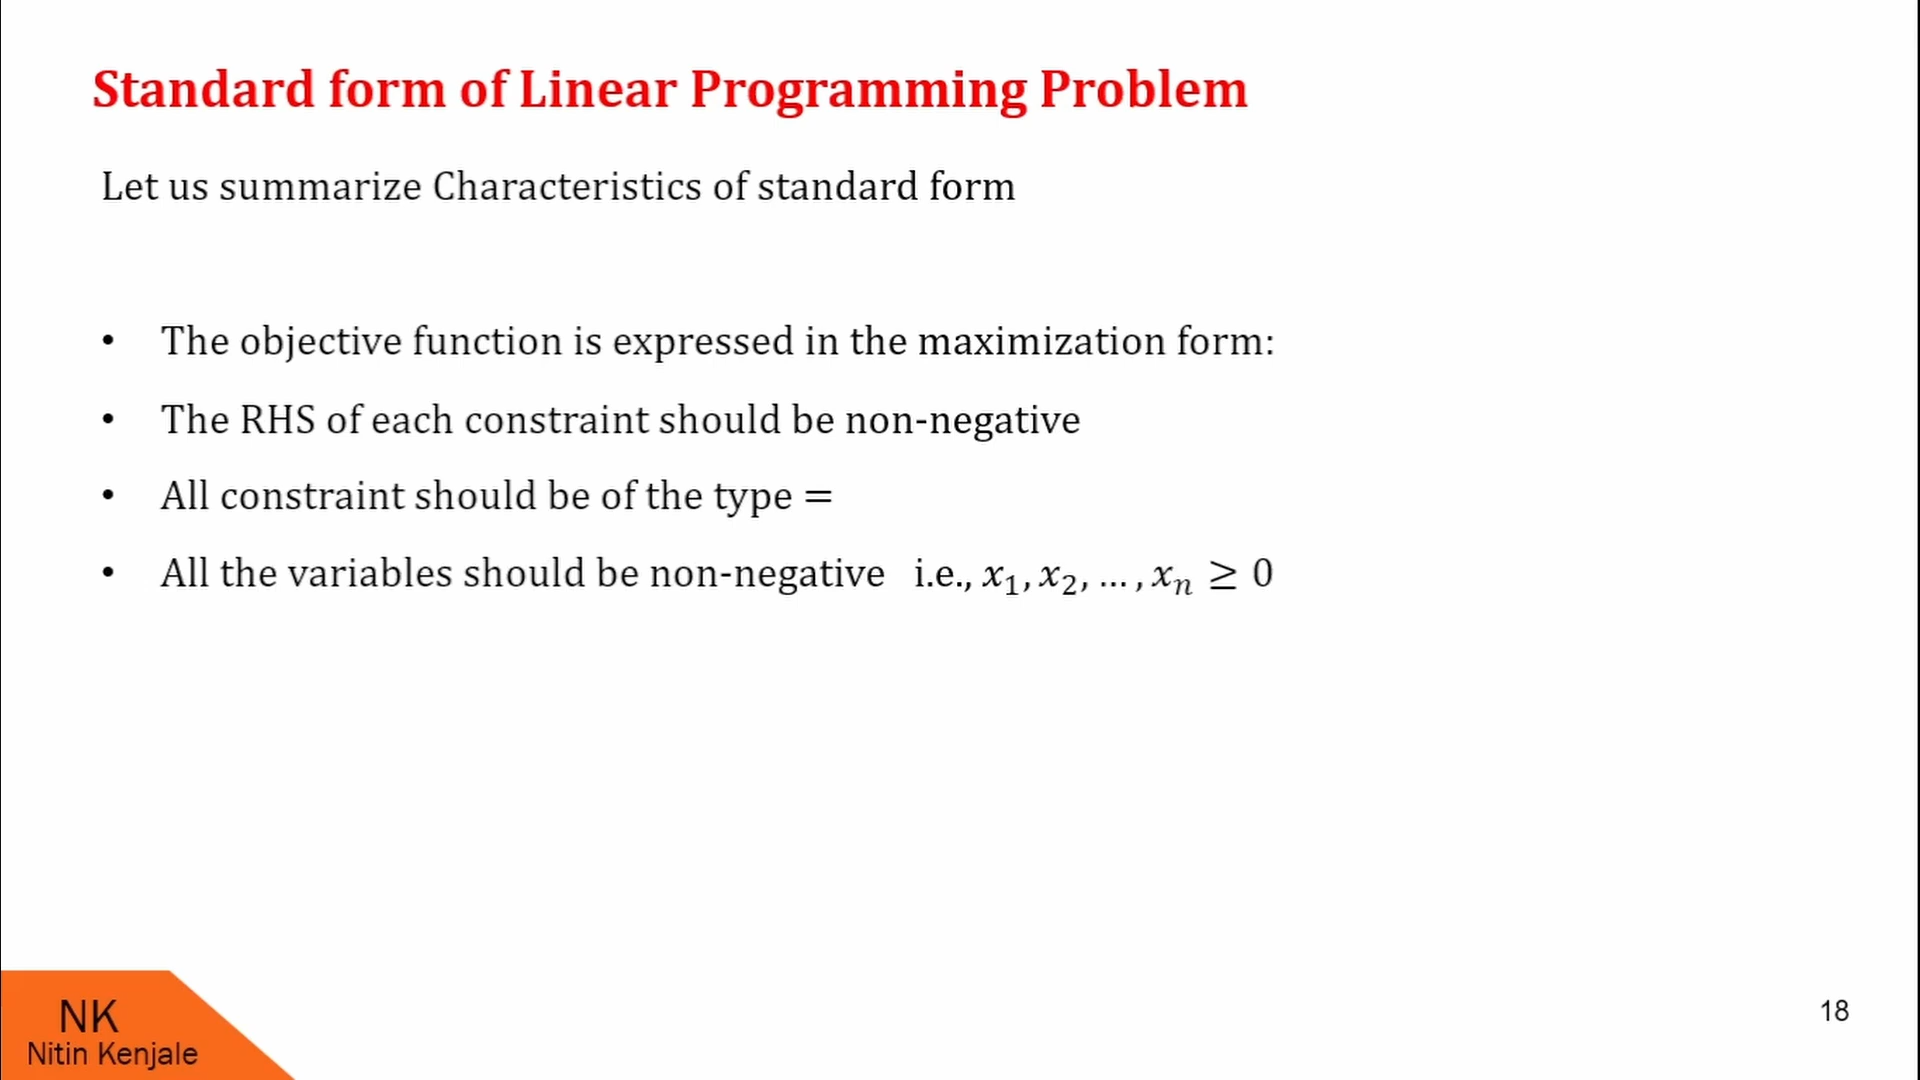 Standard form of Linear Programming Problem
Let us summarize Characteristics of standard form
• The objective function is expressed in the maximization form:
• The RHS of each constraint should be non-negative
• All constraint should be of the type =
• All the variables should be non-negative i.e., x₁, x₂, … , xₙ ≥ 0
NK
Nitin Kenjale
18